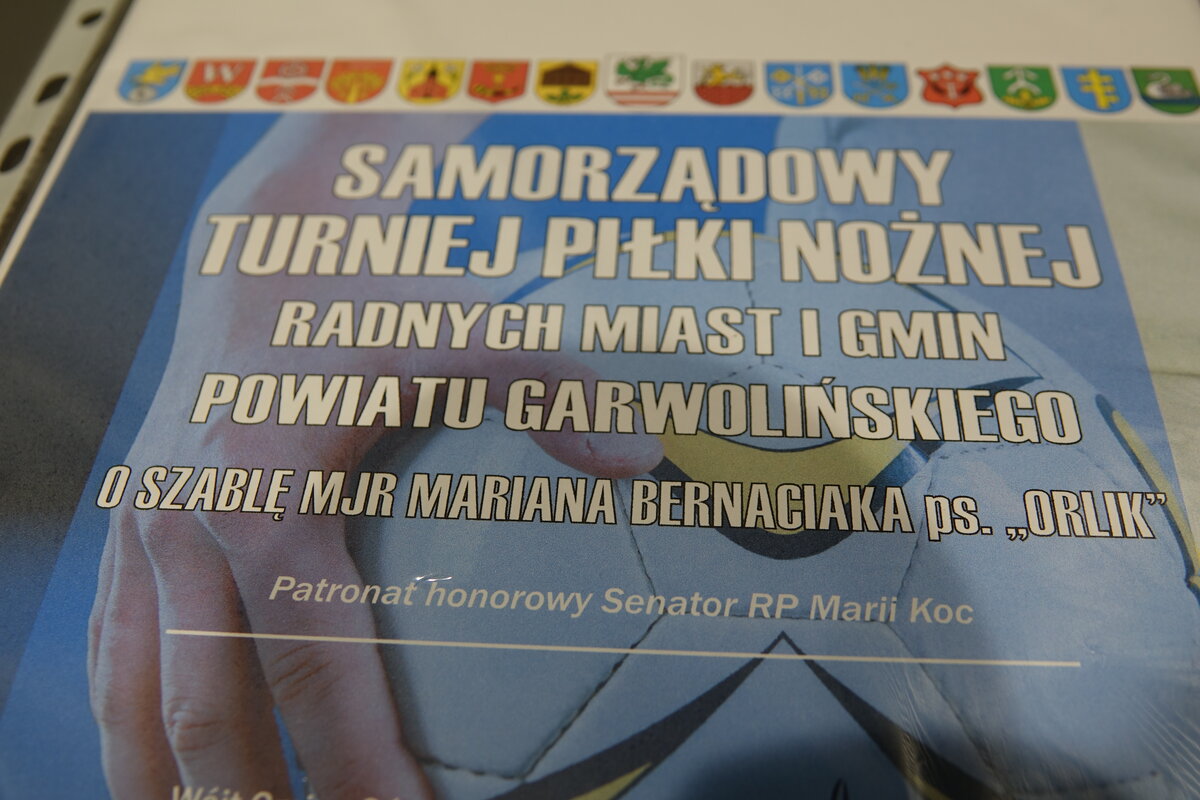 SAMORZĄDOWY
TURNIEJ PIŁKI NOŻNEJ
RADNYCH MIAST I GMIN
POWIATU GARWOLIŃSKIEGO
O SZABLĘ MJR MARIANA BERNACIAKA ps. „ORLIK”
Patronat honorowy Senator RP Marii Koc
Wójt